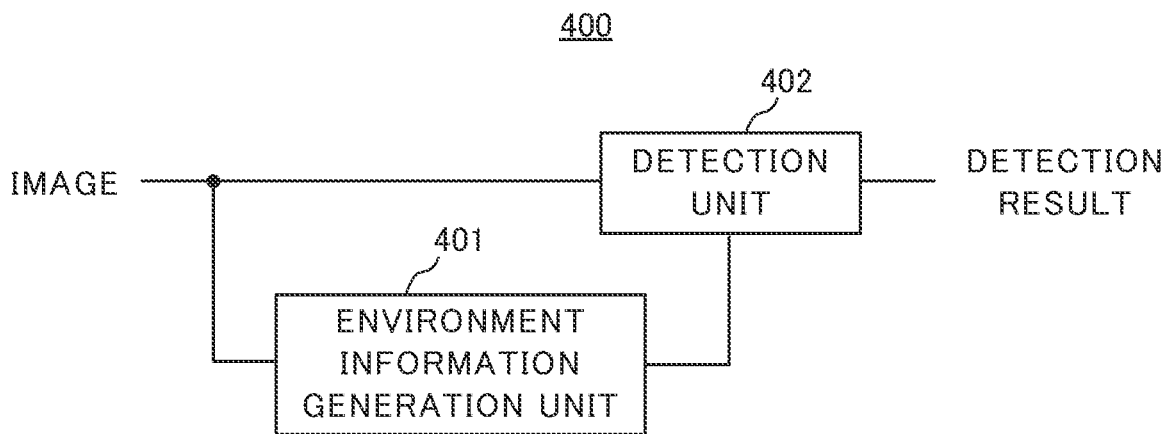 400
402
IMAGE
DETECTION
UNIT
DETECTION
RESULT
401
ENVIRONMENT
INFORMATION
GENERATION UNIT